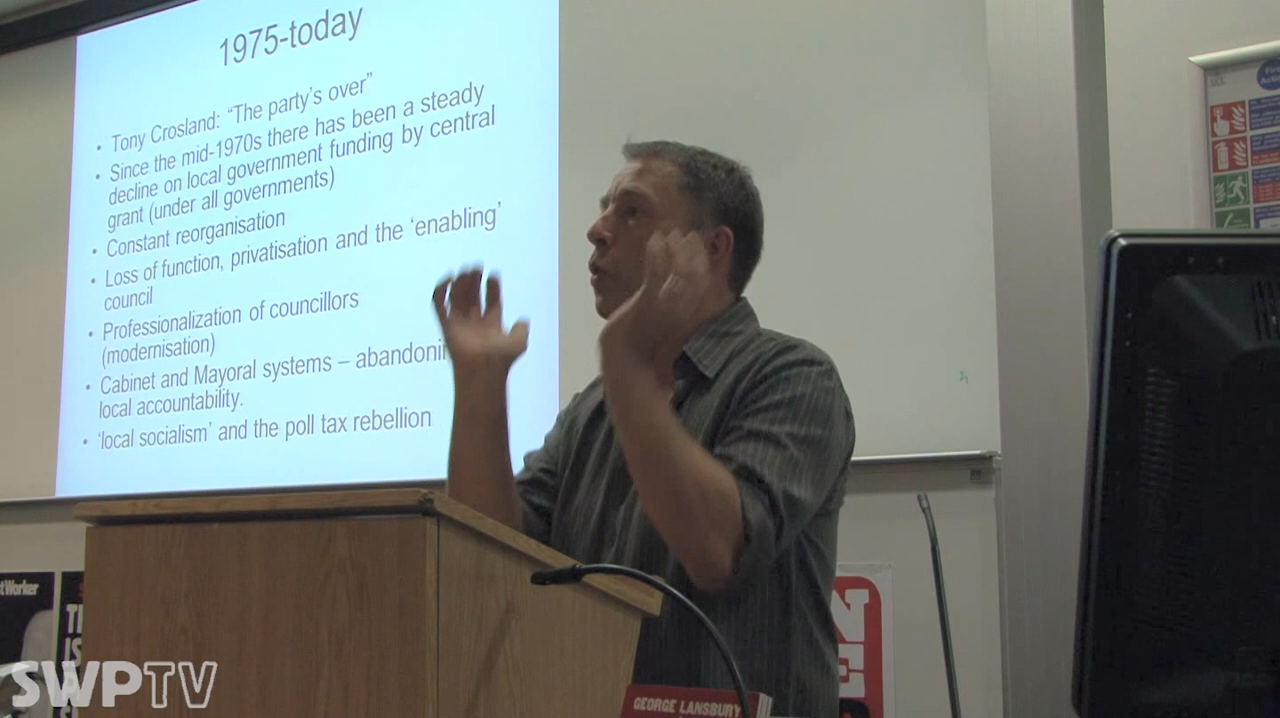 1975-today
• Tony Crosland: “The party’s over”
• Since the mid-1970s there has been a steady
decline on local government funding by central
grant (under all governments)
• Constant reorganisation
• Loss of function, privatisation and the ‘enabling’
council
• Professionalization of councillors
(modernisation)
• Cabinet and Mayoral systems – abandoni
local accountability.
• ‘local socialism’ and the poll tax rebellion
tWorker
SWPTV
GEORGE LANSBURY